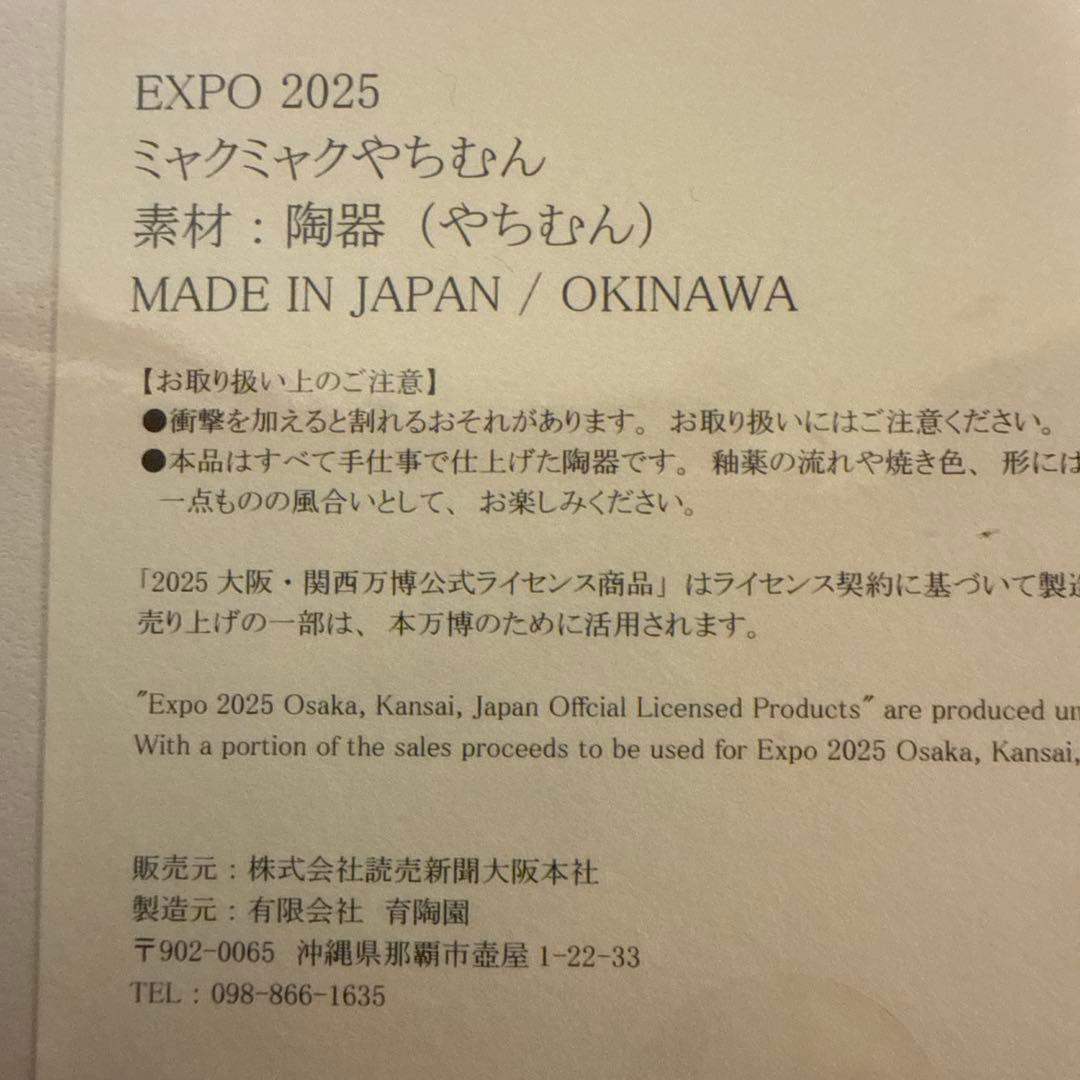 EXPO 2025
ミャクミャクやちむん
素材：陶器（やちむん）
MADE IN JAPAN / OKINAWA
【お取り扱い上のご注意】
●衝撃を加えると割れるおそれがあります。お取り扱いにはご注意ください。
●本品はすべて手仕事で仕上げた陶器です。釉薬の流れや焼き色、形には
一点ものの風合いとして、お楽しみください。
「2025 大阪・関西万博公式ライセンス商品」はライセンス契約に基づいて製造
売り上げの一部は、本万博のために活用されます。
"Expo 2025 Osaka, Kansai, Japan Offcial Licensed Products" are produced un
With a portion of the sales proceeds to be used for Expo 2025 Osaka, Kansai,
販売元：株式会社読売新聞大阪本社
製造元：有限会社 育陶園
〒902-0065 沖縄県那覇市壺屋 1-22-33
TEL：098-866-1635